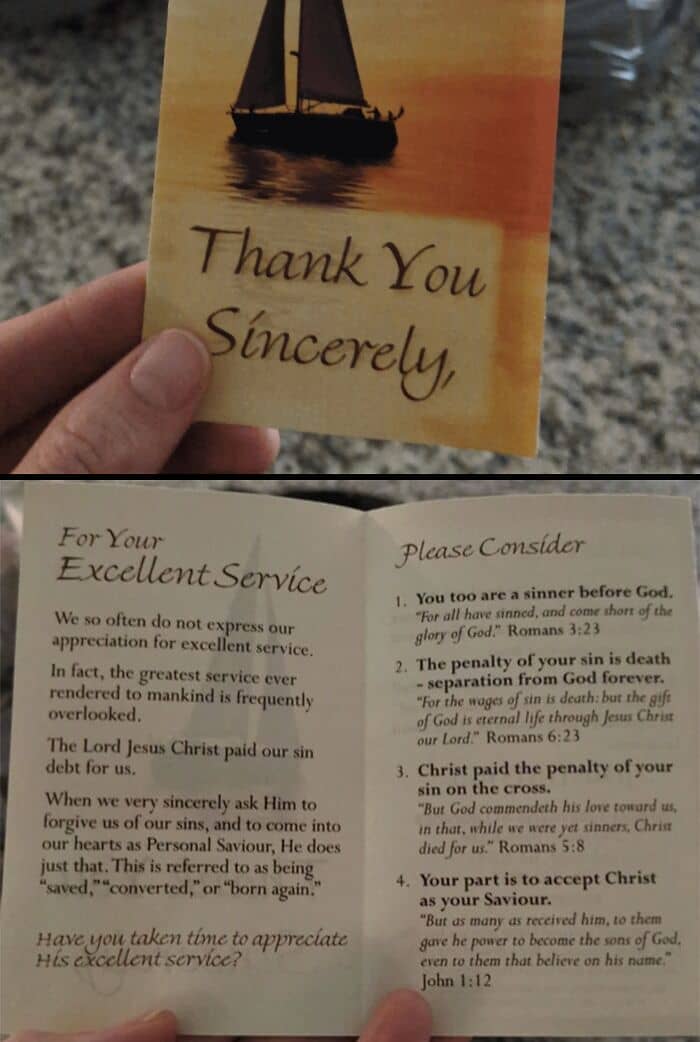 Thank You
Sincerely,
For Your
Excellent Service
We so often do not express our
appreciation for excellent service.
In fact, the greatest service ever
rendered to mankind is frequently
overlooked.
The Lord Jesus Christ paid our sin
debt for us.
When we very sincerely ask Him to
forgive us of our sins, and to come into
our hearts as Personal Saviour, He does
just that. This is referred to as being
“saved,” “converted,” or “born again.”
Have you taken time to appreciate
His excellent service?
Please Consider
1. You too are a sinner before God.
“For all have sinned, and come short of the
glory of God.” Romans 3:23
2. The penalty of your sin is death
- separation from God forever.
“For the wages of sin is death: but the gift
of God is eternal life through Jesus Christ
our Lord.” Romans 6:23
3. Christ paid the penalty of your
sin on the cross.
“But God commendeth his love toward us,
in that, while we were yet sinners, Christ
died for us.” Romans 5:8
4. Your part is to accept Christ
as your Saviour.
“But as many as received him, to them
gave he power to become the sons of God,
even to them that believe on his name.”
John 1:12